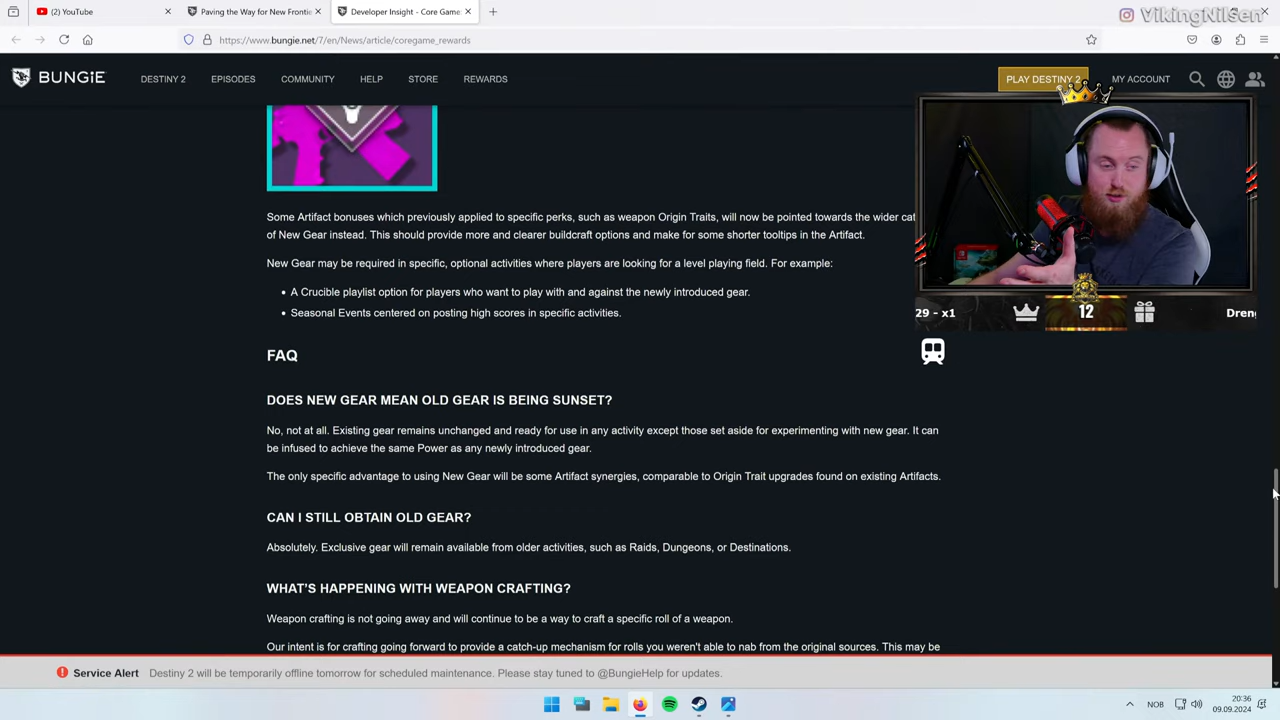 (2) YouTube
Paving the Way for New Frontie
Developer Insight - Core Game
VikingNilsen
https://www.bungie.net/7/en/News/article/coregame_rewards
BUNGiE
DESTINY 2
EPISODES
COMMUNITY
HELP
STORE
REWARDS
PLAY DESTINY 2
MY ACCOUNT
Some Artifact bonuses which previously applied to specific perks, such as weapon Origin Traits, will now be pointed towards the wider cat
of New Gear instead. This should provide more and clearer buildcraft options and make for some shorter tooltips in the Artifact.
New Gear may be required in specific, optional activities where players are looking for a level playing field. For example:
• A Crucible playlist option for players who want to play with and against the newly introduced gear.
• Seasonal Events centered on posting high scores in specific activities.
29 - x1
12
Dreng
FAQ
DOES NEW GEAR MEAN OLD GEAR IS BEING SUNSET?
No, not at all. Existing gear remains unchanged and ready for use in any activity except those set aside for experimenting with new gear. It can
be infused to achieve the same Power as any newly introduced gear.
The only specific advantage to using New Gear will be some Artifact synergies, comparable to Origin Trait upgrades found on existing Artifacts.
CAN I STILL OBTAIN OLD GEAR?
Absolutely. Exclusive gear will remain available from older activities, such as Raids, Dungeons, or Destinations.
WHAT'S HAPPENING WITH WEAPON CRAFTING?
Weapon crafting is not going away and will continue to be a way to craft a specific roll of a weapon.
Our intent is for crafting going forward to provide a catch-up mechanism for rolls you weren't able to nab from the original sources. This may be
Service Alert
Destiny 2 will be temporarily offline tomorrow for scheduled maintenance. Please stay tuned to @BungieHelp for updates.
NOB
20:36
09.09.2024